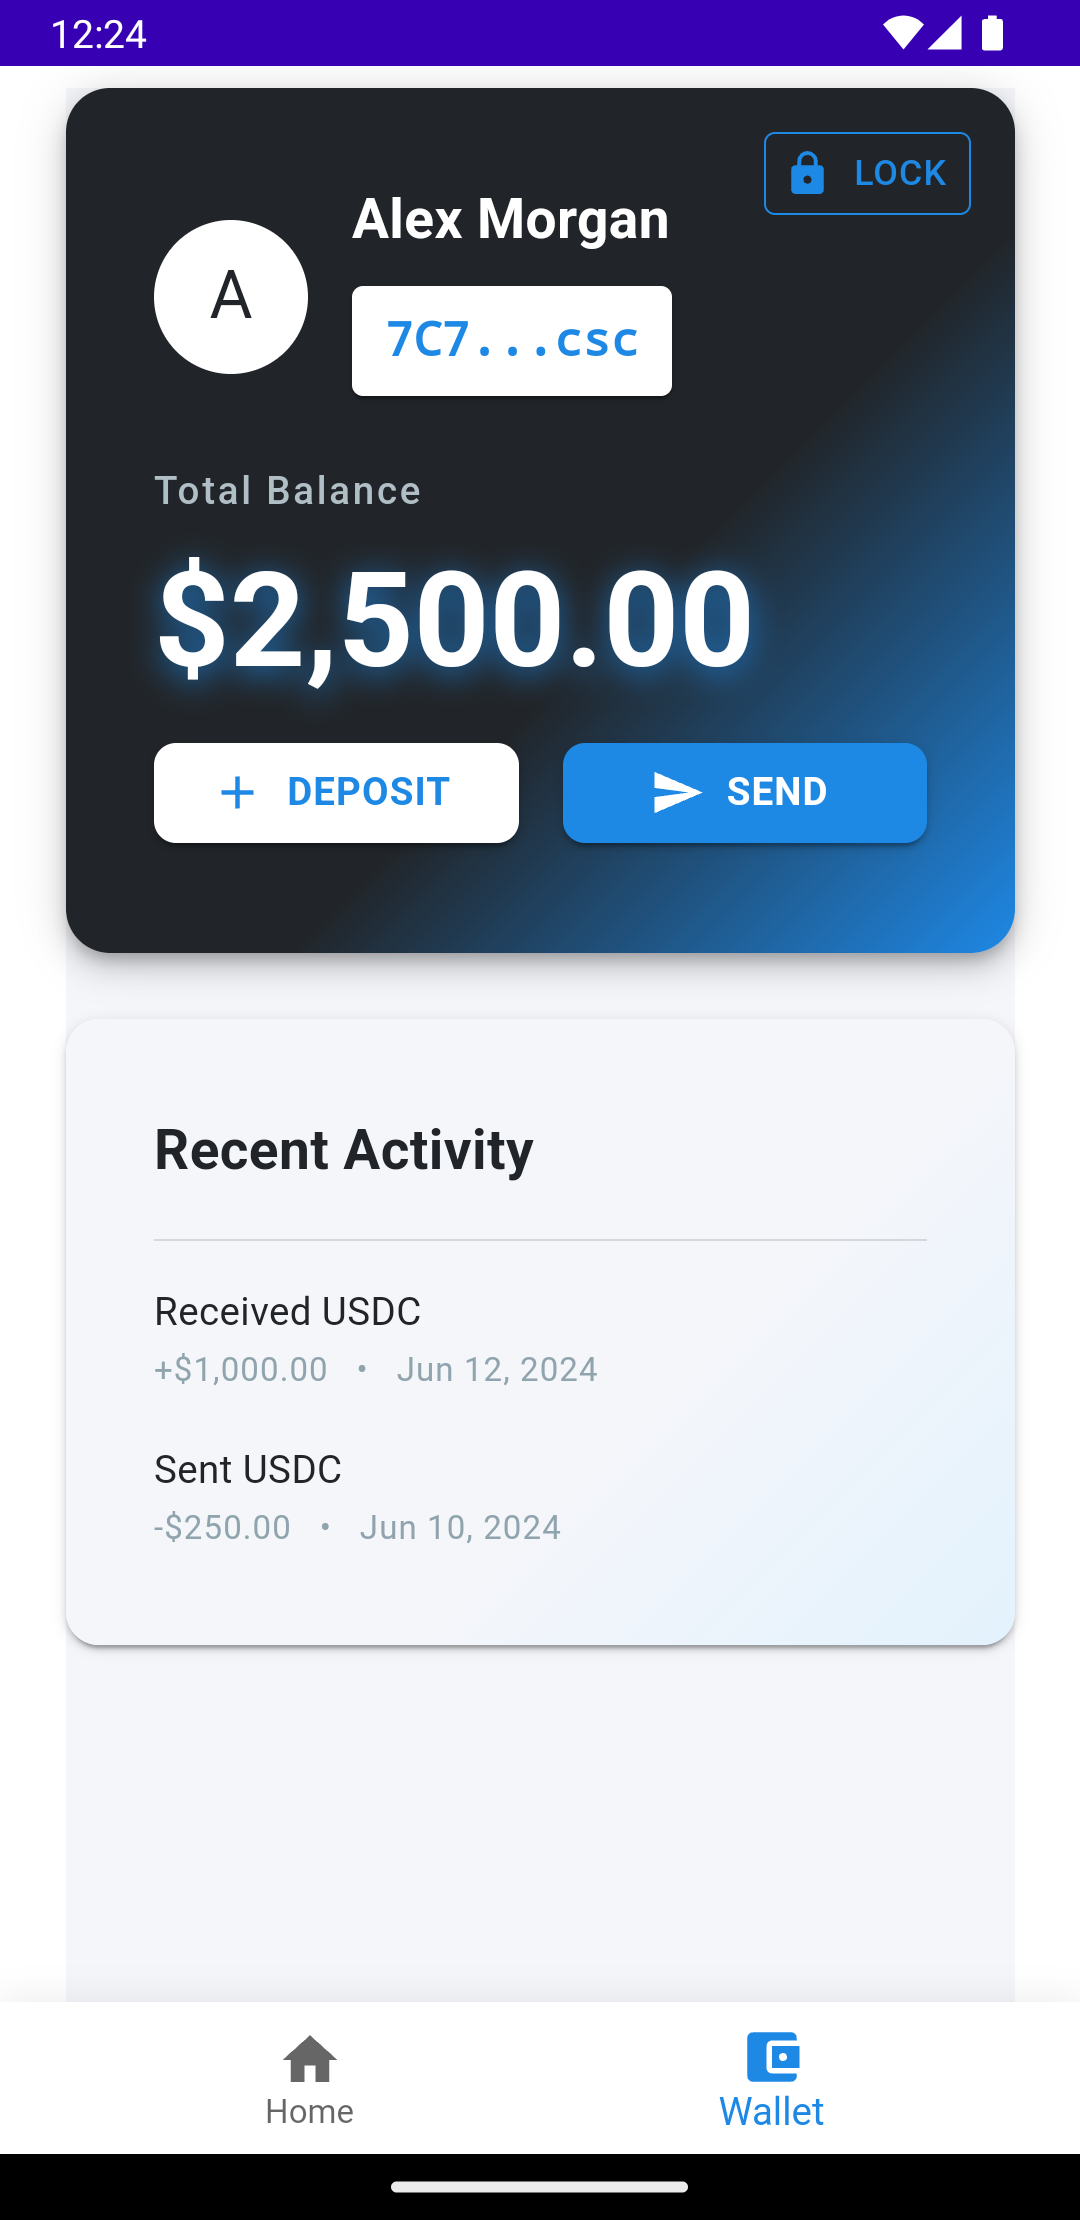 12:24
LOCK
Alex Morgan
A
7C7...csc
Total Balance
$2,500.00
DEPOSIT
SEND
Recent Activity
Received USDC
+$1,000.00 • Jun 12, 2024
Sent USDC
-$250.00 • Jun 10, 2024
Home
Wallet